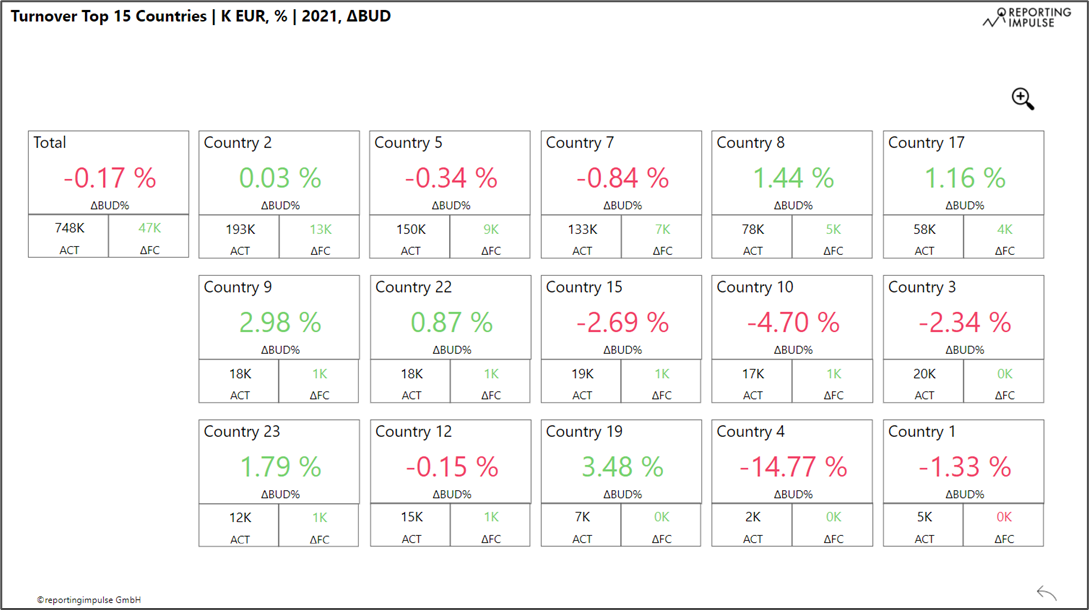 Turnover Top 15 Countries | K EUR, % | 2021, ΔBUD
REPORTING
IMPULSE
Total
-0.17 %
ΔBUD%
748K
47K
ACT
ΔFC
Country 2
0.03 %
ΔBUD%
193K
13K
ACT
ΔFC
Country 5
-0.34 %
ΔBUD%
150K
9K
ACT
ΔFC
Country 7
-0.84 %
ΔBUD%
133K
7K
ACT
ΔFC
Country 8
1.44 %
ΔBUD%
78K
5K
ACT
ΔFC
Country 17
1.16 %
ΔBUD%
58K
4K
ACT
ΔFC
Country 9
2.98 %
ΔBUD%
18K
1K
ACT
ΔFC
Country 22
0.87 %
ΔBUD%
18K
1K
ACT
ΔFC
Country 15
-2.69 %
ΔBUD%
19K
1K
ACT
ΔFC
Country 10
-4.70 %
ΔBUD%
17K
1K
ACT
ΔFC
Country 3
-2.34 %
ΔBUD%
20K
0K
ACT
ΔFC
Country 23
1.79 %
ΔBUD%
12K
1K
ACT
ΔFC
Country 12
-0.15 %
ΔBUD%
15K
1K
ACT
ΔFC
Country 19
3.48 %
ΔBUD%
7K
0K
ACT
ΔFC
Country 4
-14.77 %
ΔBUD%
2K
0K
ACT
ΔFC
Country 1
-1.33 %
ΔBUD%
5K
0K
ACT
ΔFC
©reportingimpulse GmbH